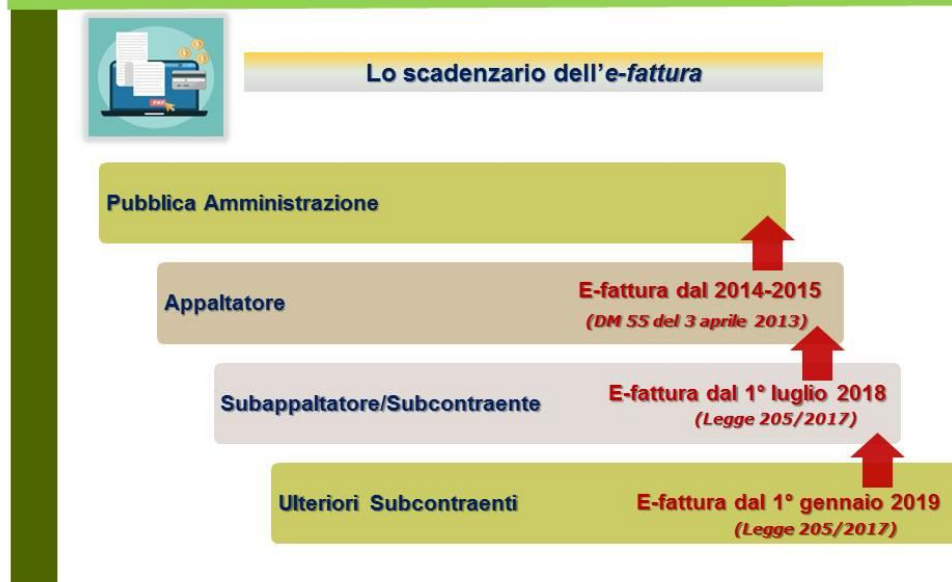 Lo scadenzario dell'e-fattura
PAY
Pubblica Amministrazione
Appaltatore
E-fattura dal 2014-2015
(DM 55 del 3 aprile 2013)
Subappaltatore/Subcontraente
E-fattura dal 1° luglio 2018
(Legge 205/2017)
Ulteriori Subcontraenti
E-fattura dal 1° gennaio 2019
(Legge 205/2017)